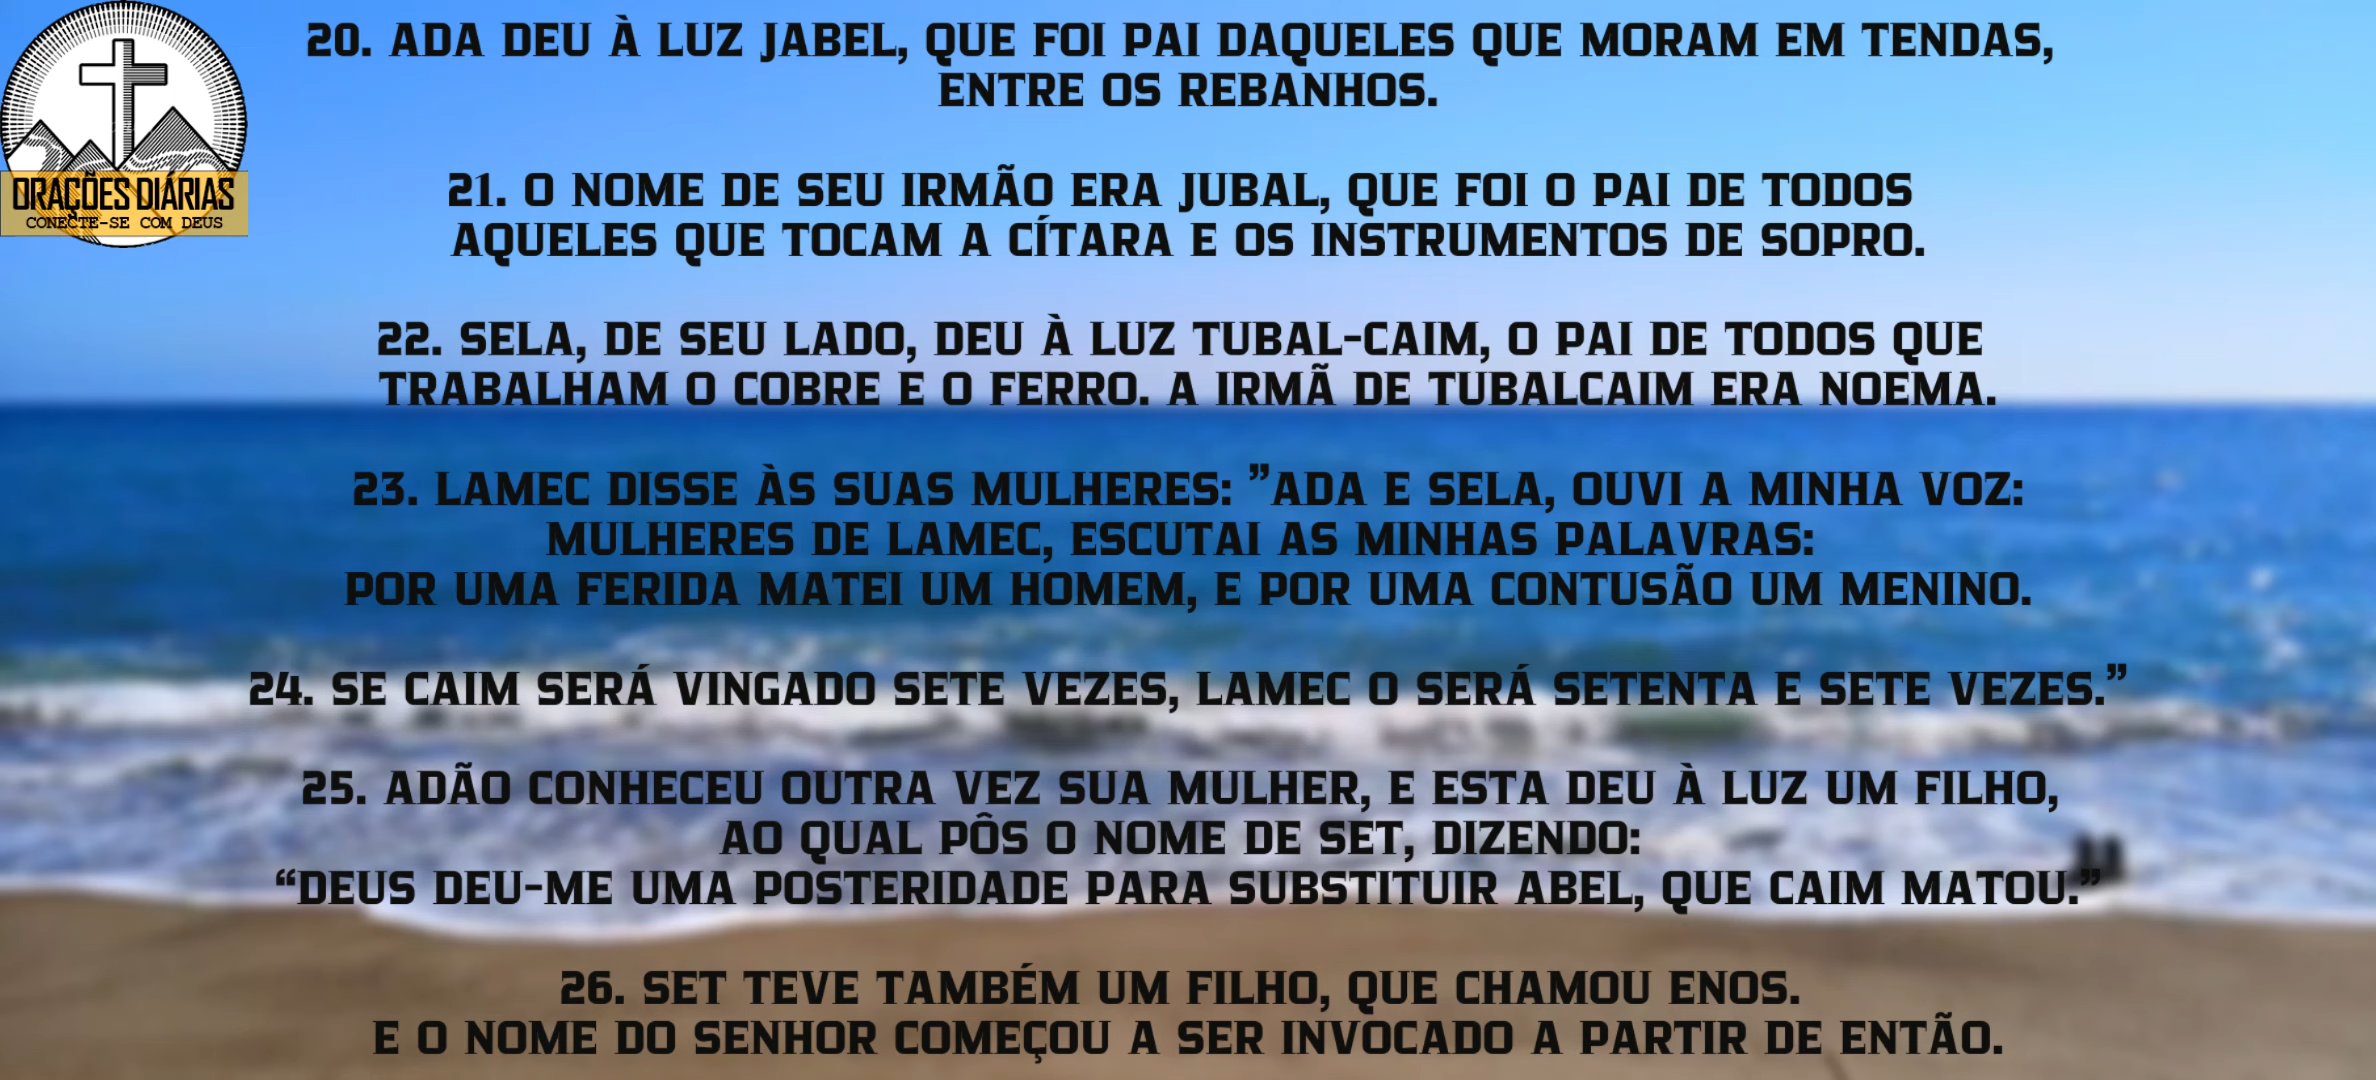 ORAÇÕES DIÁRIAS
CONECTE-SE COM DEUS
20. ADA DEU À LUZ JABEL, QUE FOI PAI DAQUELES QUE MORAM EM TENDAS,
ENTRE OS REBANHOS.
21. O NOME DE SEU IRMÃO ERA JUBAL, QUE FOI O PAI DE TODOS
AQUELES QUE TOCAM A CÍTARA E OS INSTRUMENTOS DE SOPRO.
22. SELA, DE SEU LADO, DEU À LUZ TUBAL-CAIM, O PAI DE TODOS QUE
TRABALHAM O COBRE E O FERRO. A IRMÃ DE TUBALCAIM ERA NOEMA.
23. LAMEC DISSE ÀS SUAS MULHERES: ”ADA E SELA, OUVI A MINHA VOZ:
MULHERES DE LAMEC, ESCUTAI AS MINHAS PALAVRAS:
POR UMA FERIDA MATEI UM HOMEM, E POR UMA CONTUSÃO UM MENINO.
24. SE CAIM SERÁ VINGADO SETE VEZES, LAMEC O SERÁ SETENTA E SETE VEZES.”
25. ADÃO CONHECEU OUTRA VEZ SUA MULHER, E ESTA DEU À LUZ UM FILHO,
AO QUAL PÔS O NOME DE SET, DIZENDO:
“DEUS DEU-ME UMA POSTERIDADE PARA SUBSTITUIR ABEL, QUE CAIM MATOU.”
26. SET TEVE TAMBÉM UM FILHO, QUE CHAMOU ENOS.
E O NOME DO SENHOR COMEÇOU A SER INVOCADO A PARTIR DE ENTÃO.